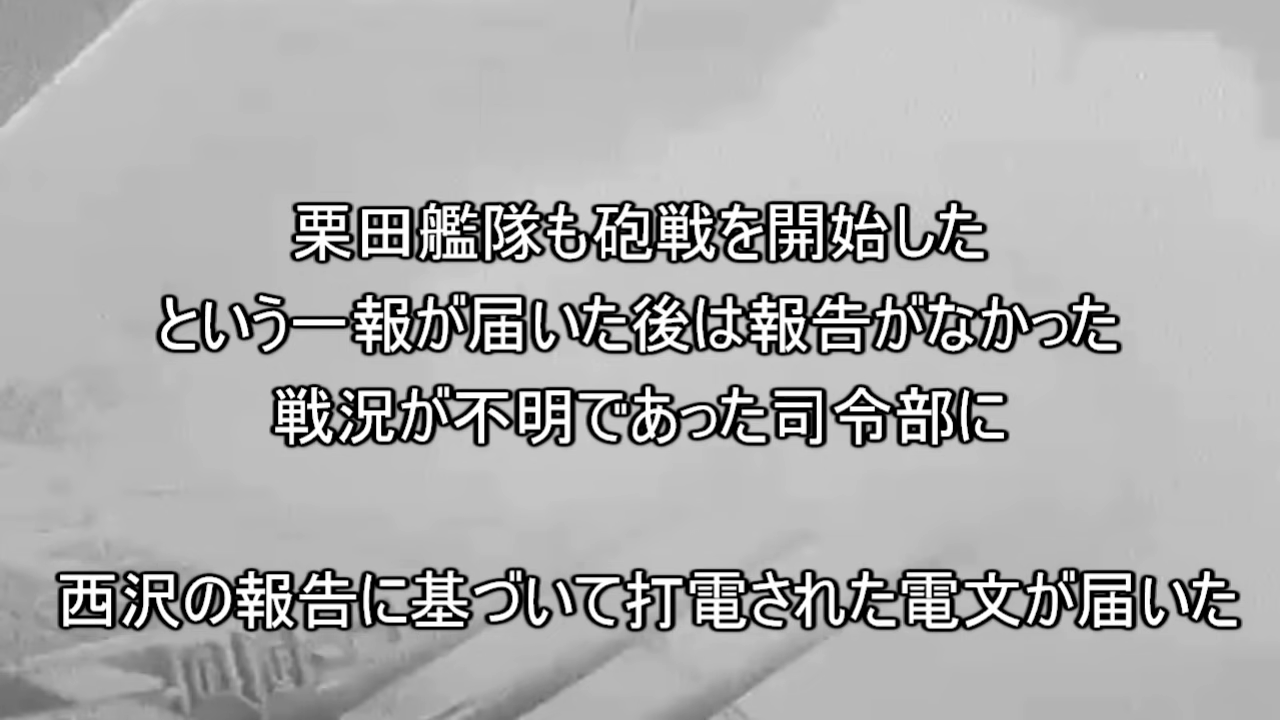 栗田艦隊も砲戦を開始した
という一報が届いた後は報告がなかった
戦況が不明であった司令部に
西沢の報告に基づいて打電された電文が届いた